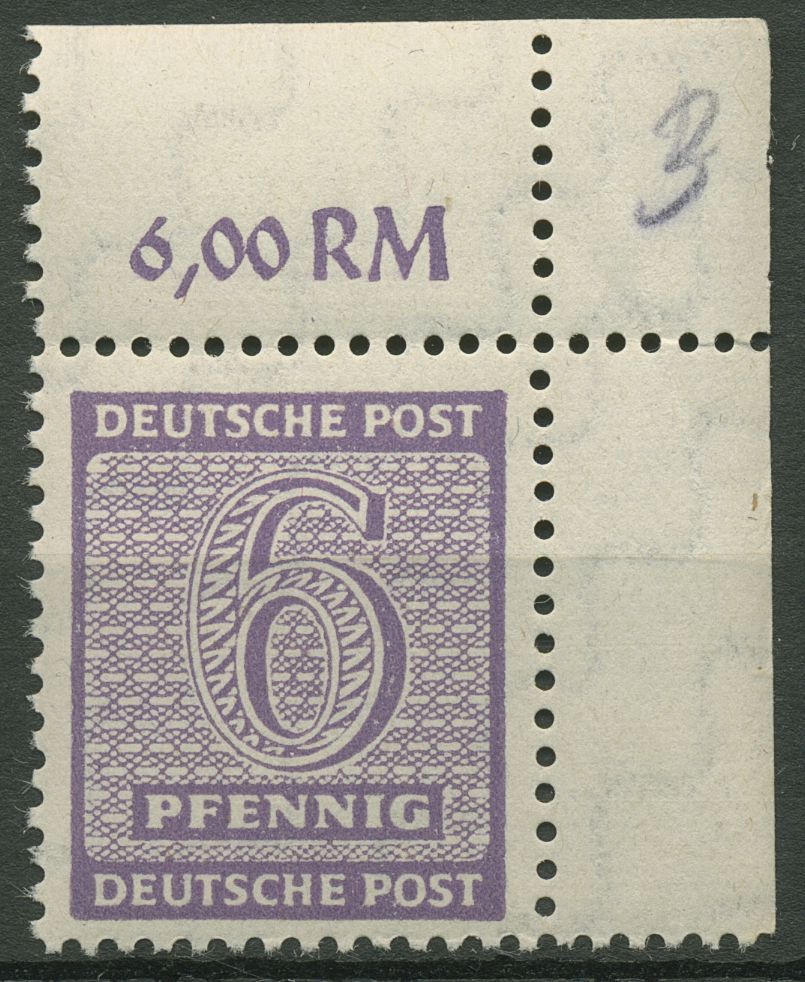 6,00 RM
DEUTSCHE POST
6
PFENNIG
DEUTSCHE POST